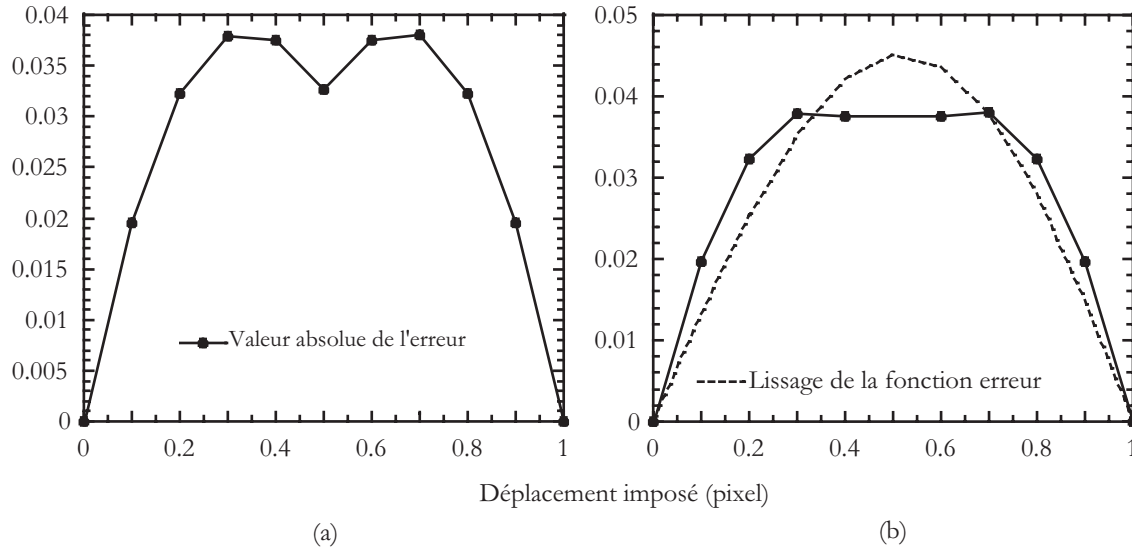 0.04
0.035
0.03
0.025
0.02
0.015
0.01
0.005
0
Valeur absolue de l'erreur
0 0.2 0.4 0.6 0.8 1
0.05
0.04
0.03
0.02
0.01
0
Lissage de la fonction erreur
0 0.2 0.4 0.6 0.8 1
Déplacement imposé (pixel)
(a) (b)